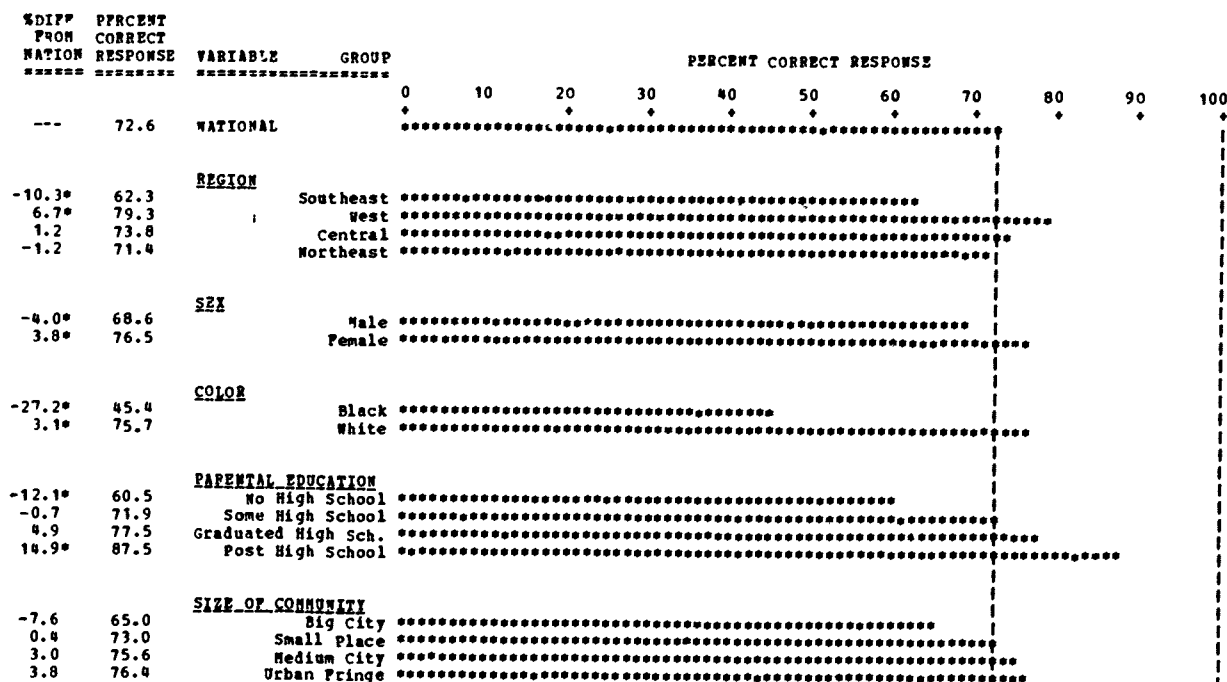 %DIFF PERCENT
FROM CORRECT
NATION RESPONSE VARIABLE GROUP PERCENT CORRECT RESPONSE
====== ======== ===================
0 10 20 30 40 50 60 70 80 90 100
--- 72.6 NATIONAL
REGION
-10.3* 62.3 Southeast
6.7* 79.3 West
1.2 73.8 Central
-1.2 71.4 Northeast
SEX
-4.0* 68.6 Male
3.8* 76.5 Female
COLOR
-27.2* 45.4 Black
3.1* 75.7 White
PARENTAL EDUCATION
-12.1* 60.5 No High School
-0.7 71.9 Some High School
4.9 77.5 Graduated High Sch.
14.9* 87.5 Post High School
SIZE OF COMMUNITY
-7.6 65.0 Big City
0.4 73.0 Small Place
3.0 75.6 Medium City
3.8 76.4 Urban Fringe